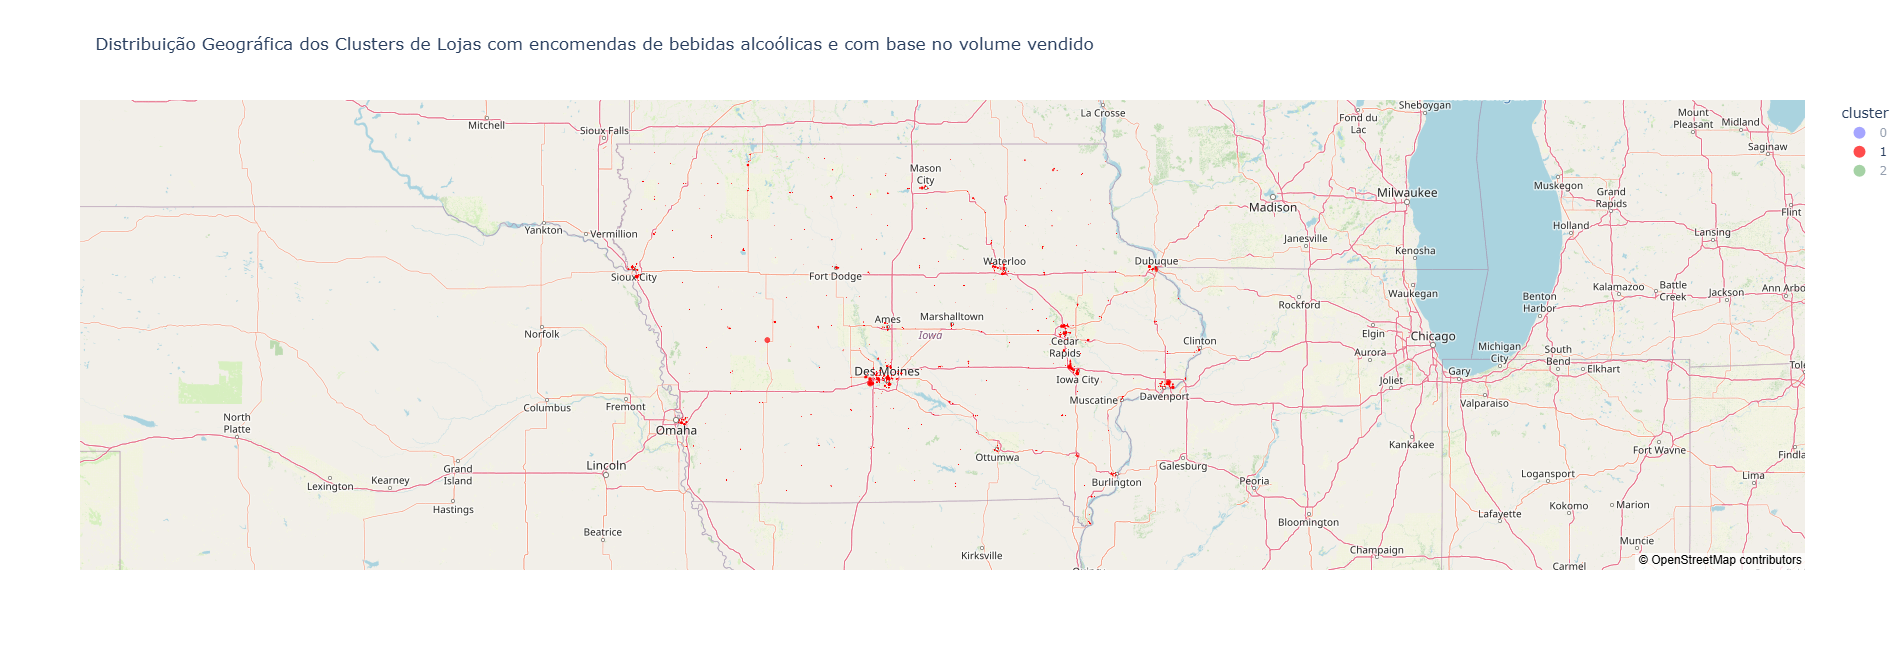 Distribuição Geográfica dos Clusters de Lojas com encomendas de bebidas alcoólicas e com base no volume vendido
cluster
0
1
2
Mitchell
Sioux Falls
La Crosse
Sheboygan
Fond du
Lac
Mount
Pleasant
Midland
Saginaw
Mason
City
Milwaukee
Madison
Muskegon
Grand
Rapids
Flint
Yankton
Vermillion
Janesville
Kenosha
Holland
Lansing
Sioux City
Fort Dodge
Waterloo
Dubuque
Rockford
Waukegan
Benton
Harbor
Kalamazoo
Battle
Creek
Jackson
Ann Arbo
Norfolk
Ames
Marshalltown
Iowa
Cedar
Rapids
Clinton
Elgin
Chicago
Aurora
Michigan
City
South
Bend
Elkhart
Des Moines
Iowa City
Joliet
Gary
Columbus
Fremont
Muscatine
Davenport
Valparaiso
North
Platte
Omaha
Kankakee
Ottumwa
Galesburg
Fort Wayne
Findla
Lincoln
Grand
Island
Lexington
Kearney
Burlington
Peoria
Logansport
Lima
Hastings
Beatrice
Bloomington
Lafayette
Kokomo
Marion
Kirksville
Champaign
Muncie
Carmel
© OpenStreetMap contributors